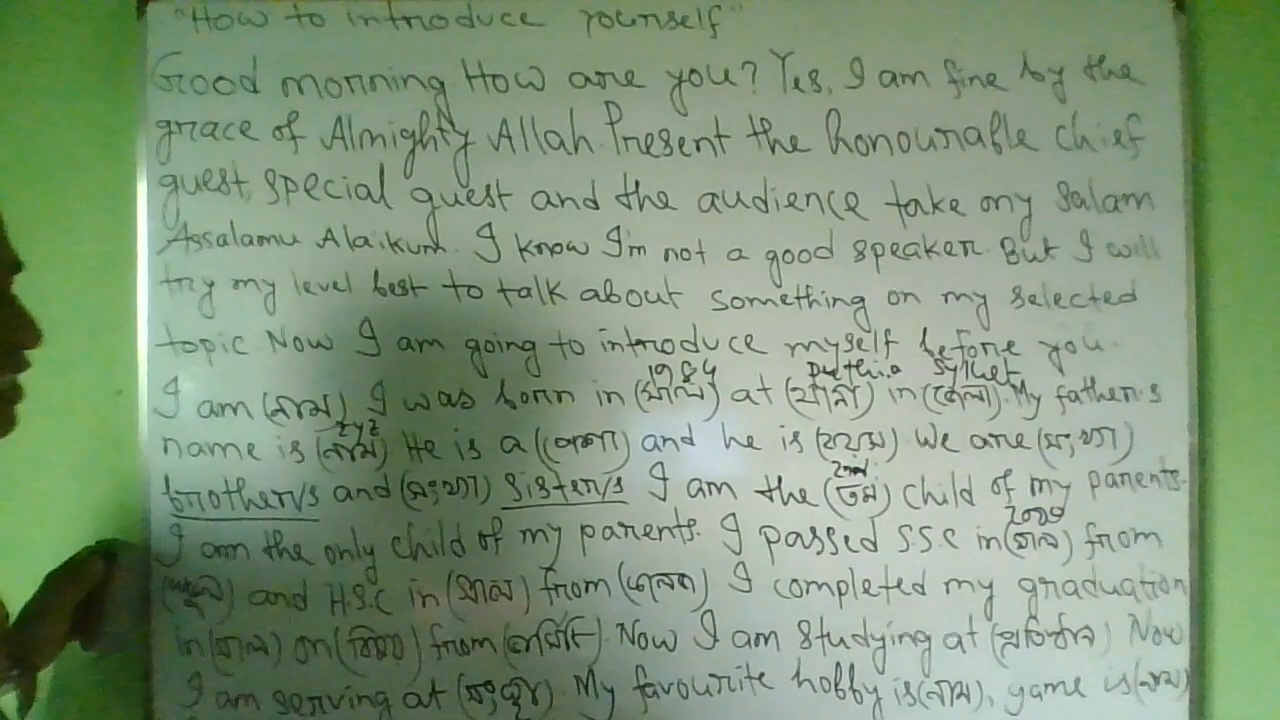 "How to introduce yourself"
Good morning How are you? Yes, I am fine by the
grace of Almighty Allah. Present the honourable chief
guest, special guest and the audience take my salam
Assalamu Alaikum. I know I'm not a good speaker. But I will
try my level best to talk about something on my selected
topic. Now I am going to introduce myself before you.
1984 puthia Sylhet
I am (নাম) I was born in (সাল) at (থানা) in (জেলা). My father's
xyz
name is (নাম) He is a (পেশা) and he is (বয়স) We are (সংখ্যা)
2nd
brother/s and (সংখ্যা) sister/s I am the (তম) child of my parents.
2009
I am the only child of my parents. I passed S.S.C in (সাল) from
(স্কুল) and H.S.C in (সাল) from (কলেজ) I completed my graduation
in (সাল) on (বিষয়) from (ভার্সিটি). Now I am studying at (প্রতিষ্ঠান) Now
I am serving at My favourite hobby is (নাম), game is (নাম)